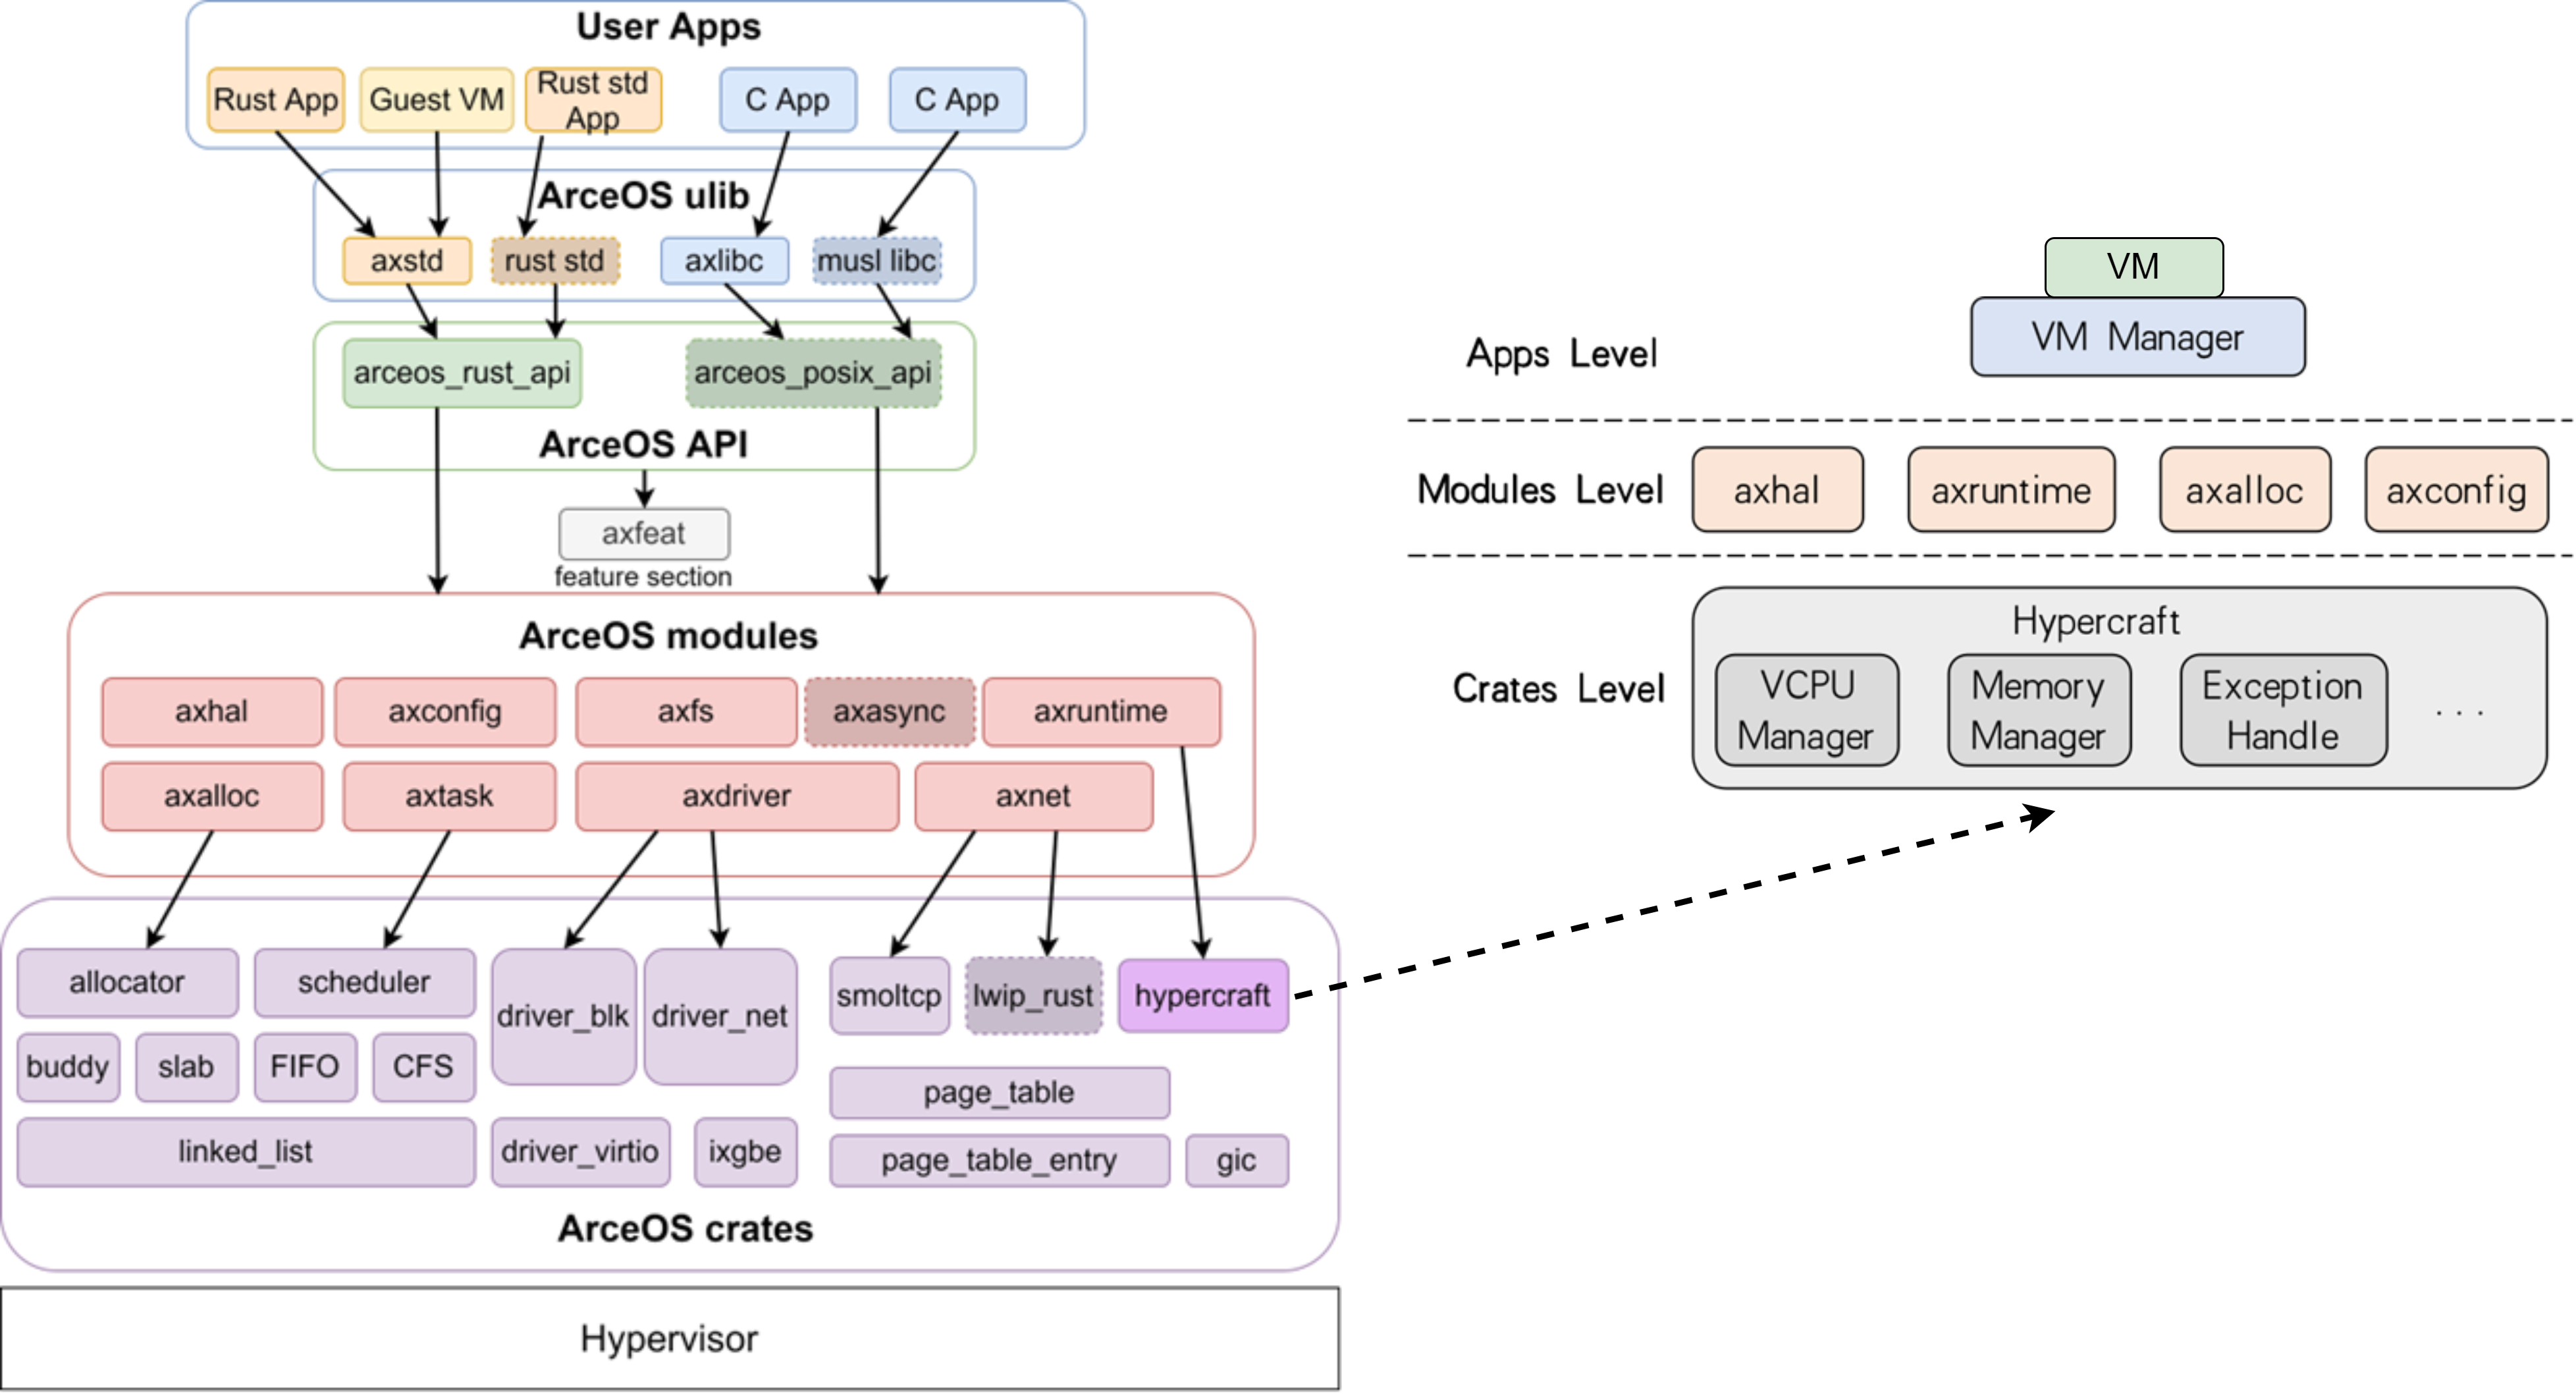 User Apps
Rust App
Guest VM
Rust std
App
C App
C App
ArceOS ulib
axstd
rust std
axlibc
musl libc
arceos_rust_api
arceos_posix_api
ArceOS API
axfeat
feature section
ArceOS modules
axhal
axconfig
axfs
axasync
axruntime
axalloc
axtask
axdriver
axnet
allocator
scheduler
driver_blk
driver_net
smoltcp
lwip_rust
hypercraft
buddy
slab
FIFO
CFS
page_table
linked_list
driver_virtio
ixgbe
page_table_entry
gic
ArceOS crates
Hypervisor
VM
VM Manager
Apps Level
Modules Level
axhal
axruntime
axalloc
axconfig
Hypercraft
Crates Level
VCPU
Manager
Memory
Manager
Exception
Handle
...